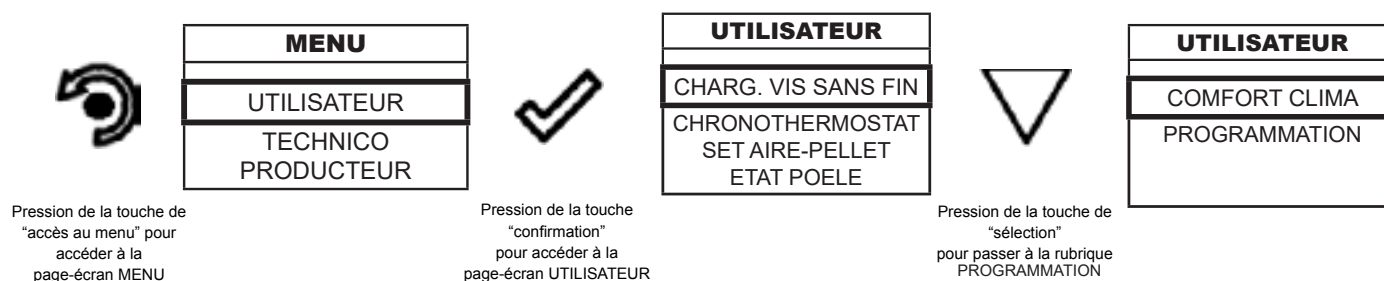 MENU
UTILISATEUR
TECHNICO
PRODUCTEUR
UTILISATEUR
CHARG. VIS SANS FIN
CHRONOTHERMOSTAT
SET AIRE-PELLET
ETAT POELE
UTILISATEUR
COMFORT CLIMA
PROGRAMMATION
Pression de la touche de
“accès au menu” pour
accéder à la
page-écran MENU
Pression de la touche
“confirmation”
pour accéder à la
page-écran UTILISATEUR
Pression de la touche de
“sélection”
pour passer à la rubrique
PROGRAMMATION